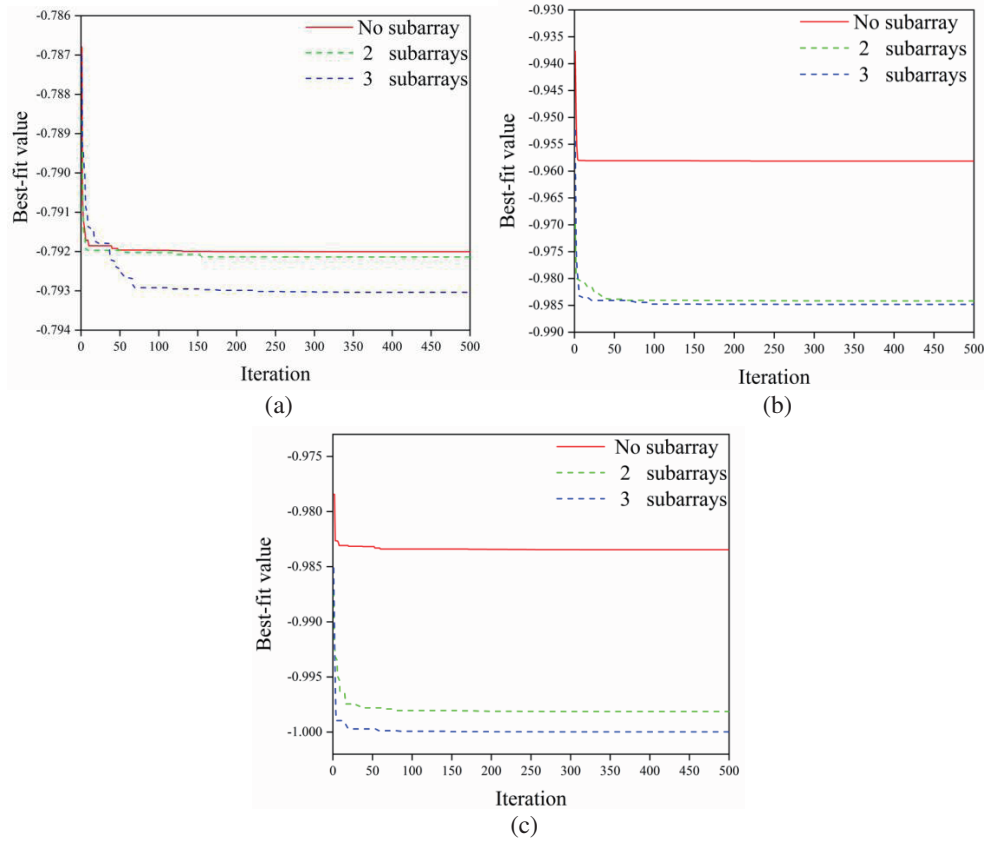 -0.786
-0.787
-0.788
-0.789
-0.790
-0.791
-0.792
-0.793
-0.794
Best-fit value
No subarray
2 subarrays
3 subarrays
0 50 100 150 200 250 300 350 400 450 500
Iteration
(a)
-0.930
-0.935
-0.940
-0.945
-0.950
-0.955
-0.960
-0.965
-0.970
-0.975
-0.980
-0.985
-0.990
Best-fit value
No subarray
2 subarrays
3 subarrays
0 50 100 150 200 250 300 350 400 450 500
Iteration
(b)
-0.975
-0.980
-0.985
-0.990
-0.995
-1.000
Best-fit value
No subarray
2 subarrays
3 subarrays
0 50 100 150 200 250 300 350 400 450 500
Iteration
(c)